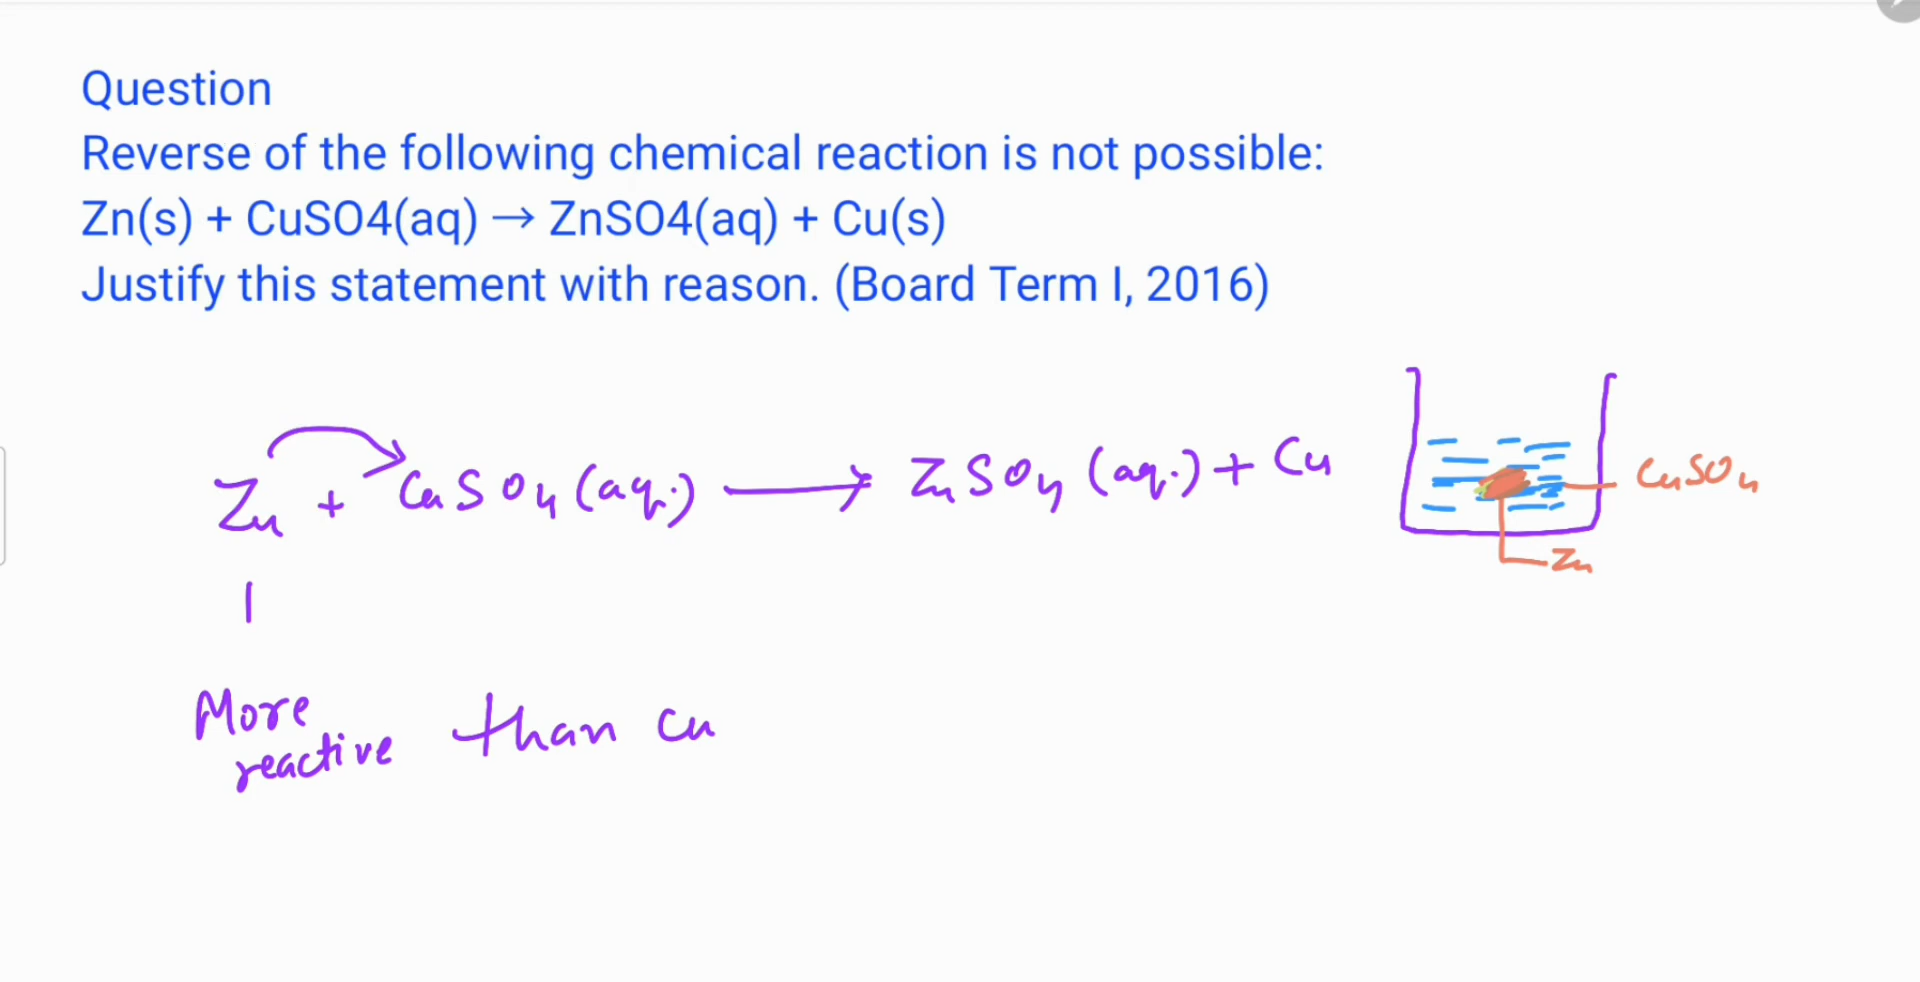 Question
Reverse of the following chemical reaction is not possible:
Zn(s) + CuSO4(aq) → ZnSO4(aq) + Cu(s)
Justify this statement with reason. (Board Term I, 2016)
Zn + CuSO4 (aq.) → ZnSO4 (aq.) + Cu
CuSO4
Zn
More
reactive than Cu